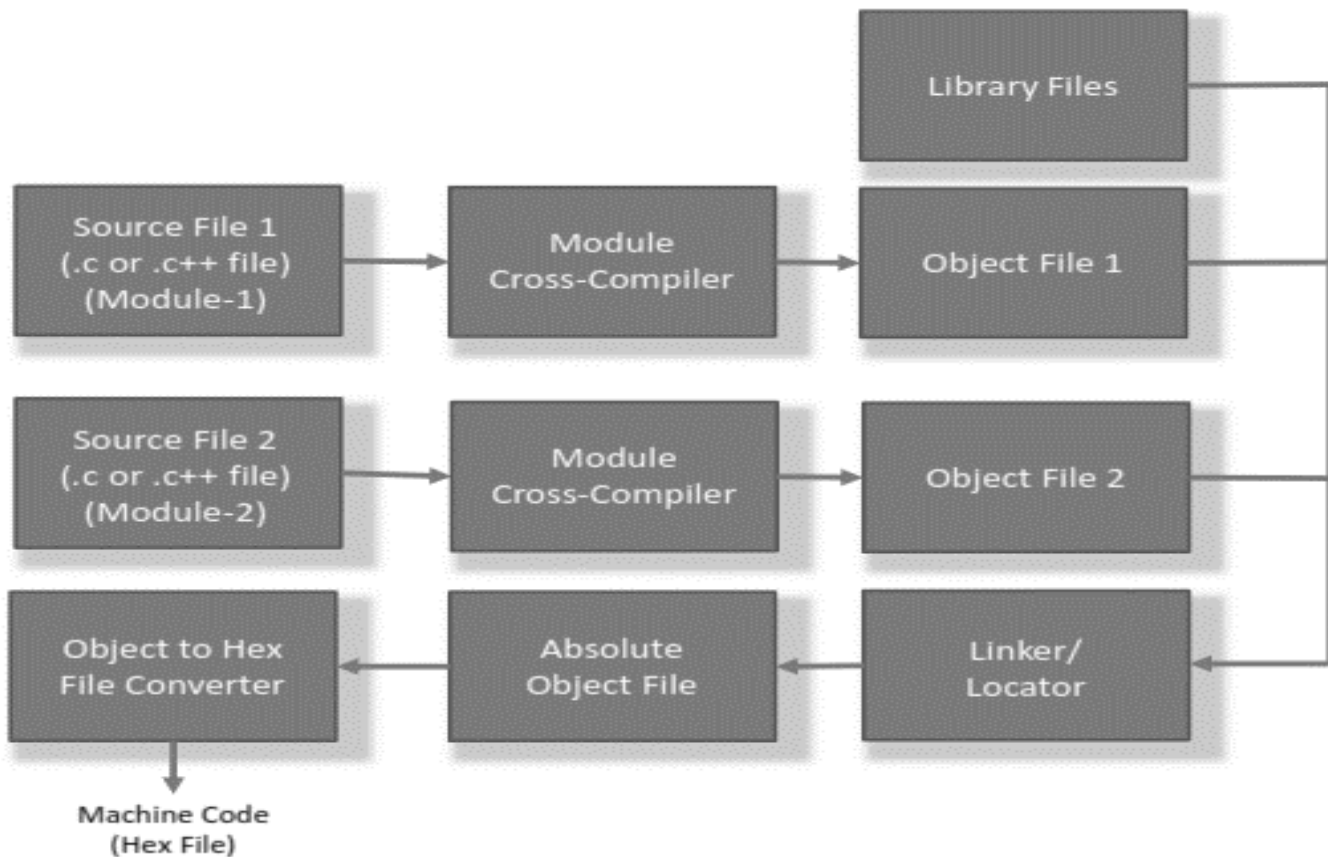 Library Files
Source File 1
(.c or .c++ file)
(Module-1)
Module
Cross-Compiler
Object File 1
Source File 2
(.c or .c++ file)
(Module-2)
Module
Cross-Compiler
Object File 2
Object to Hex
File Converter
Absolute
Object File
Linker/
Locator
Machine Code
(Hex File)